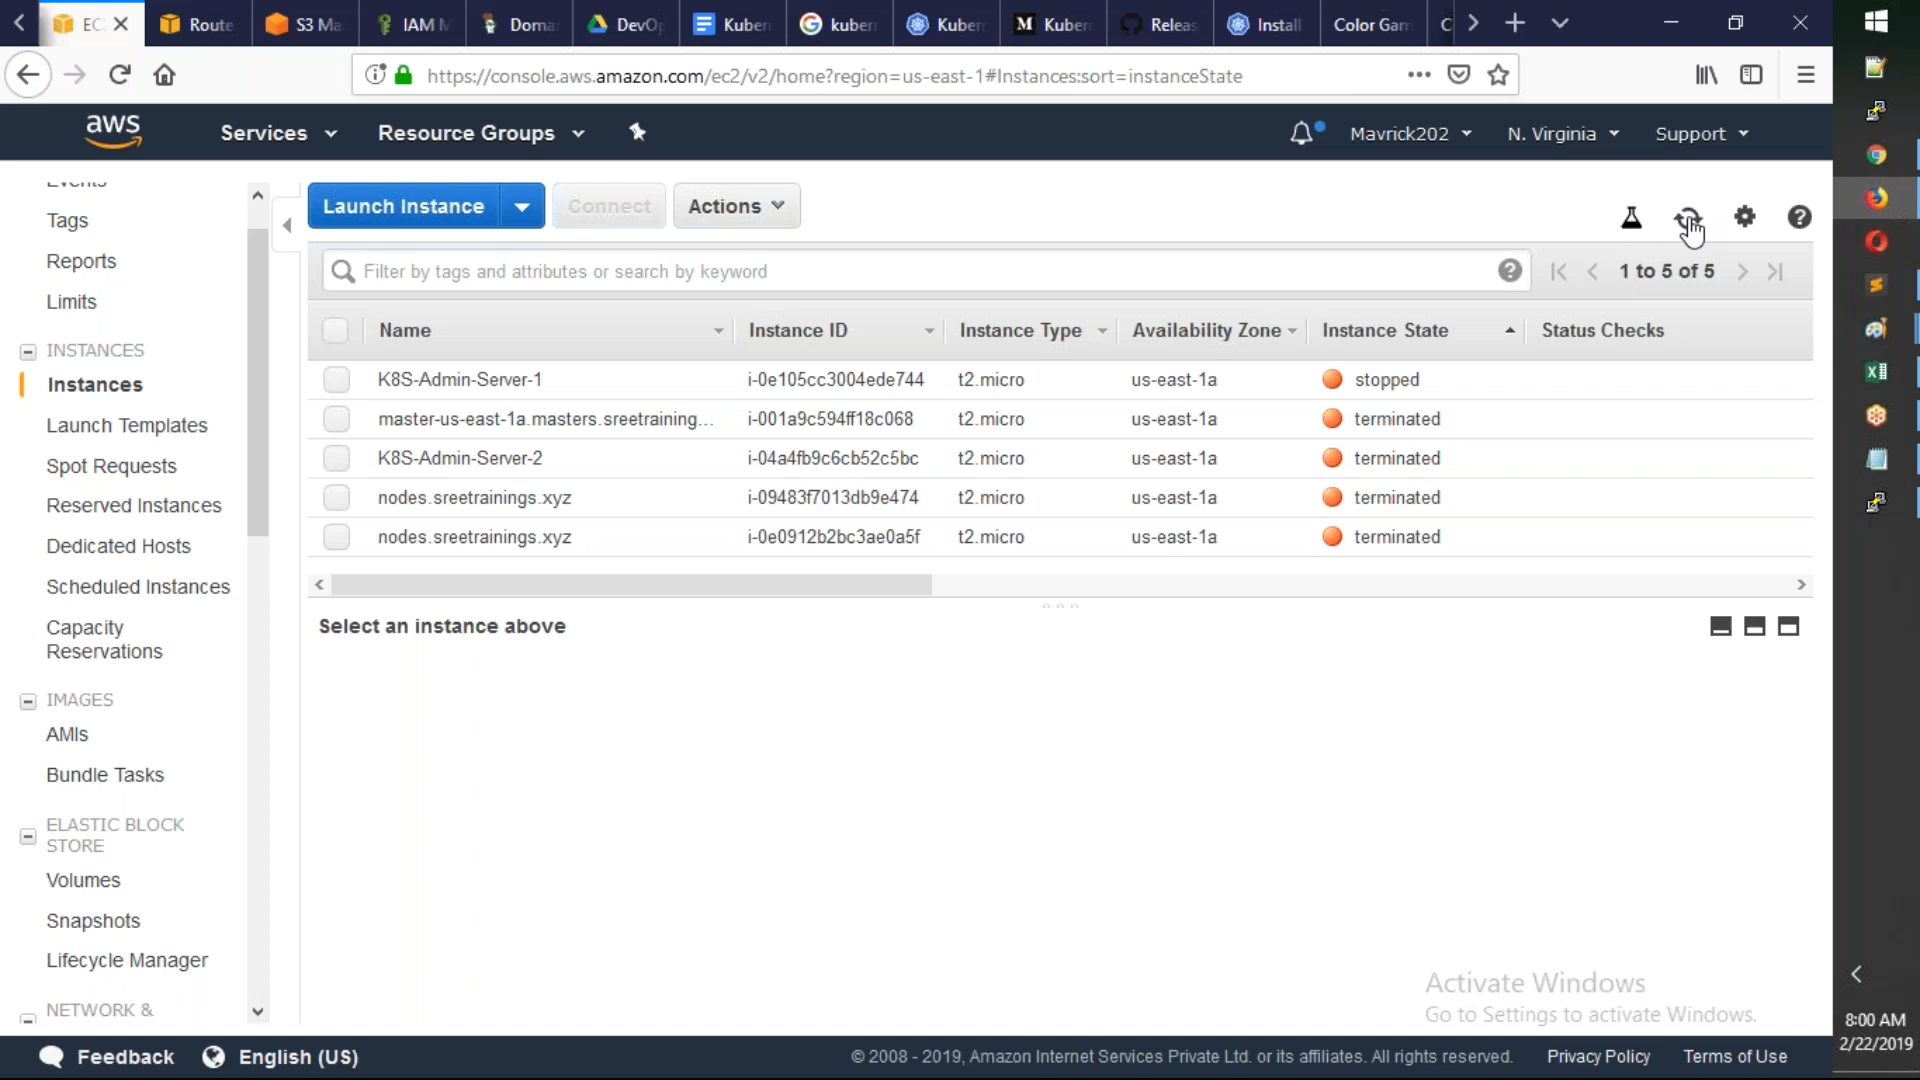 EC X Route S3 Ma IAM M Doma DevOp Kuber kuber Kuber Kuber Releas Install Color Gam C
https://console.aws.amazon.com/ec2/v2/home?region=us-east-1#Instances:sort=instanceState
aws Services Resource Groups Mavrick202 N. Virginia Support
Events
Tags
Reports
Limits
INSTANCES
Instances
Launch Templates
Spot Requests
Reserved Instances
Dedicated Hosts
Scheduled Instances
Capacity
Reservations
IMAGES
AMIs
Bundle Tasks
ELASTIC BLOCK
STORE
Volumes
Snapshots
Lifecycle Manager
NETWORK &
Launch Instance Connect Actions
Filter by tags and attributes or search by keyword 1 to 5 of 5
Name Instance ID Instance Type Availability Zone Instance State Status Checks
K8S-Admin-Server-1 i-0e105cc3004ede744 t2.micro us-east-1a stopped
master-us-east-1a.masters.sreetraining... i-001a9c594ff18c068 t2.micro us-east-1a terminated
K8S-Admin-Server-2 i-04a4fb9c6cb52c5bc t2.micro us-east-1a terminated
nodes.sreetrainings.xyz i-09483f7013db9e474 t2.micro us-east-1a terminated
nodes.sreetrainings.xyz i-0e0912b2bc3ae0a5f t2.micro us-east-1a terminated
Select an instance above
Activate Windows
Go to Settings to activate Windows.
Feedback English (US) © 2008 - 2019, Amazon Internet Services Private Ltd. or its affiliates. All rights reserved. Privacy Policy Terms of Use
8:00 AM
2/22/2019